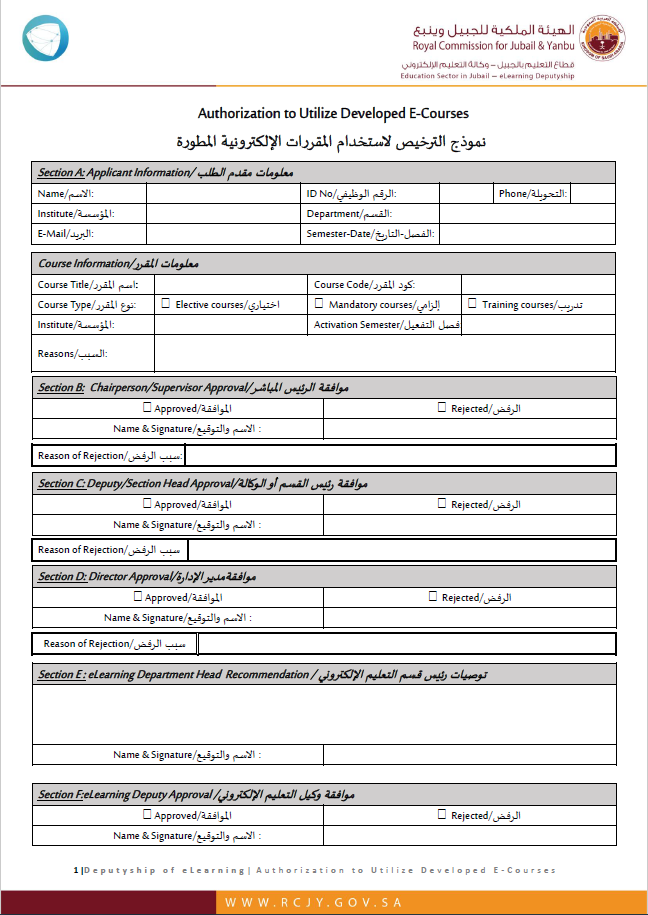 الهيئة الملكية للجبيل وينبع
Royal Commission for Jubail & Yanbu
قطاع التعليم بالجبيل – وكالة التعليم الإلكتروني
Education Sector in Jubail — eLearning Deputyship
Authorization to Utilize Developed E-Courses
نموذج الترخيص لاستخدام المقررات الإلكترونية المطورة
Section A: Applicant Information/معلومات مقدم الطلب
Name/الاسم: ID No/الرقم الوظيفي: Phone/التحويلة:
Institute/المؤسسة: Department/القسم:
E-Mail/البريد: Semester-Date/الفصل-التاريخ:
Course Information/معلومات المقرر
Course Title/اسم المقرر: Course Code/كود المقرر:
Course Type/نوع المقرر: ☐ Elective courses/اختياري ☐ Mandatory courses/إلزامي ☐ Training courses/تدريب
Institute/المؤسسة: Activation Semester/فصل التفعيل
Reasons/السبب:
Section B: Chairperson/Supervisor Approval/موافقة الرئيس المباشر
☐ Approved/الموافقة ☐ Rejected/الرفض
Name & Signature/الاسم والتوقيع :
Reason of Rejection/سبب الرفض:
Section C: Deputy/Section Head Approval/موافقة رئيس القسم أو الوكالة
☐ Approved/الموافقة ☐ Rejected/الرفض
Name & Signature/الاسم والتوقيع :
Reason of Rejection/سبب الرفض
Section D: Director Approval/موافقةمدير الإدارة
☐ Approved/الموافقة ☐ Rejected/الرفض
Name & Signature/الاسم والتوقيع :
Reason of Rejection/سبب الرفض
Section E : eLearning Department Head Recommendation / توصيات رئيس قسم التعليم الإلكتروني
Name & Signature/الاسم والتوقيع :
Section F:eLearning Deputy Approval /موافقة وكيل التعليم الإلكتروني
☐ Approved/الموافقة ☐ Rejected/الرفض
Name & Signature/الاسم والتوقيع :
1|Deputyship of eLearning| Authorization to Utilize Developed E-Courses
WWW.RCJY.GOV.SA